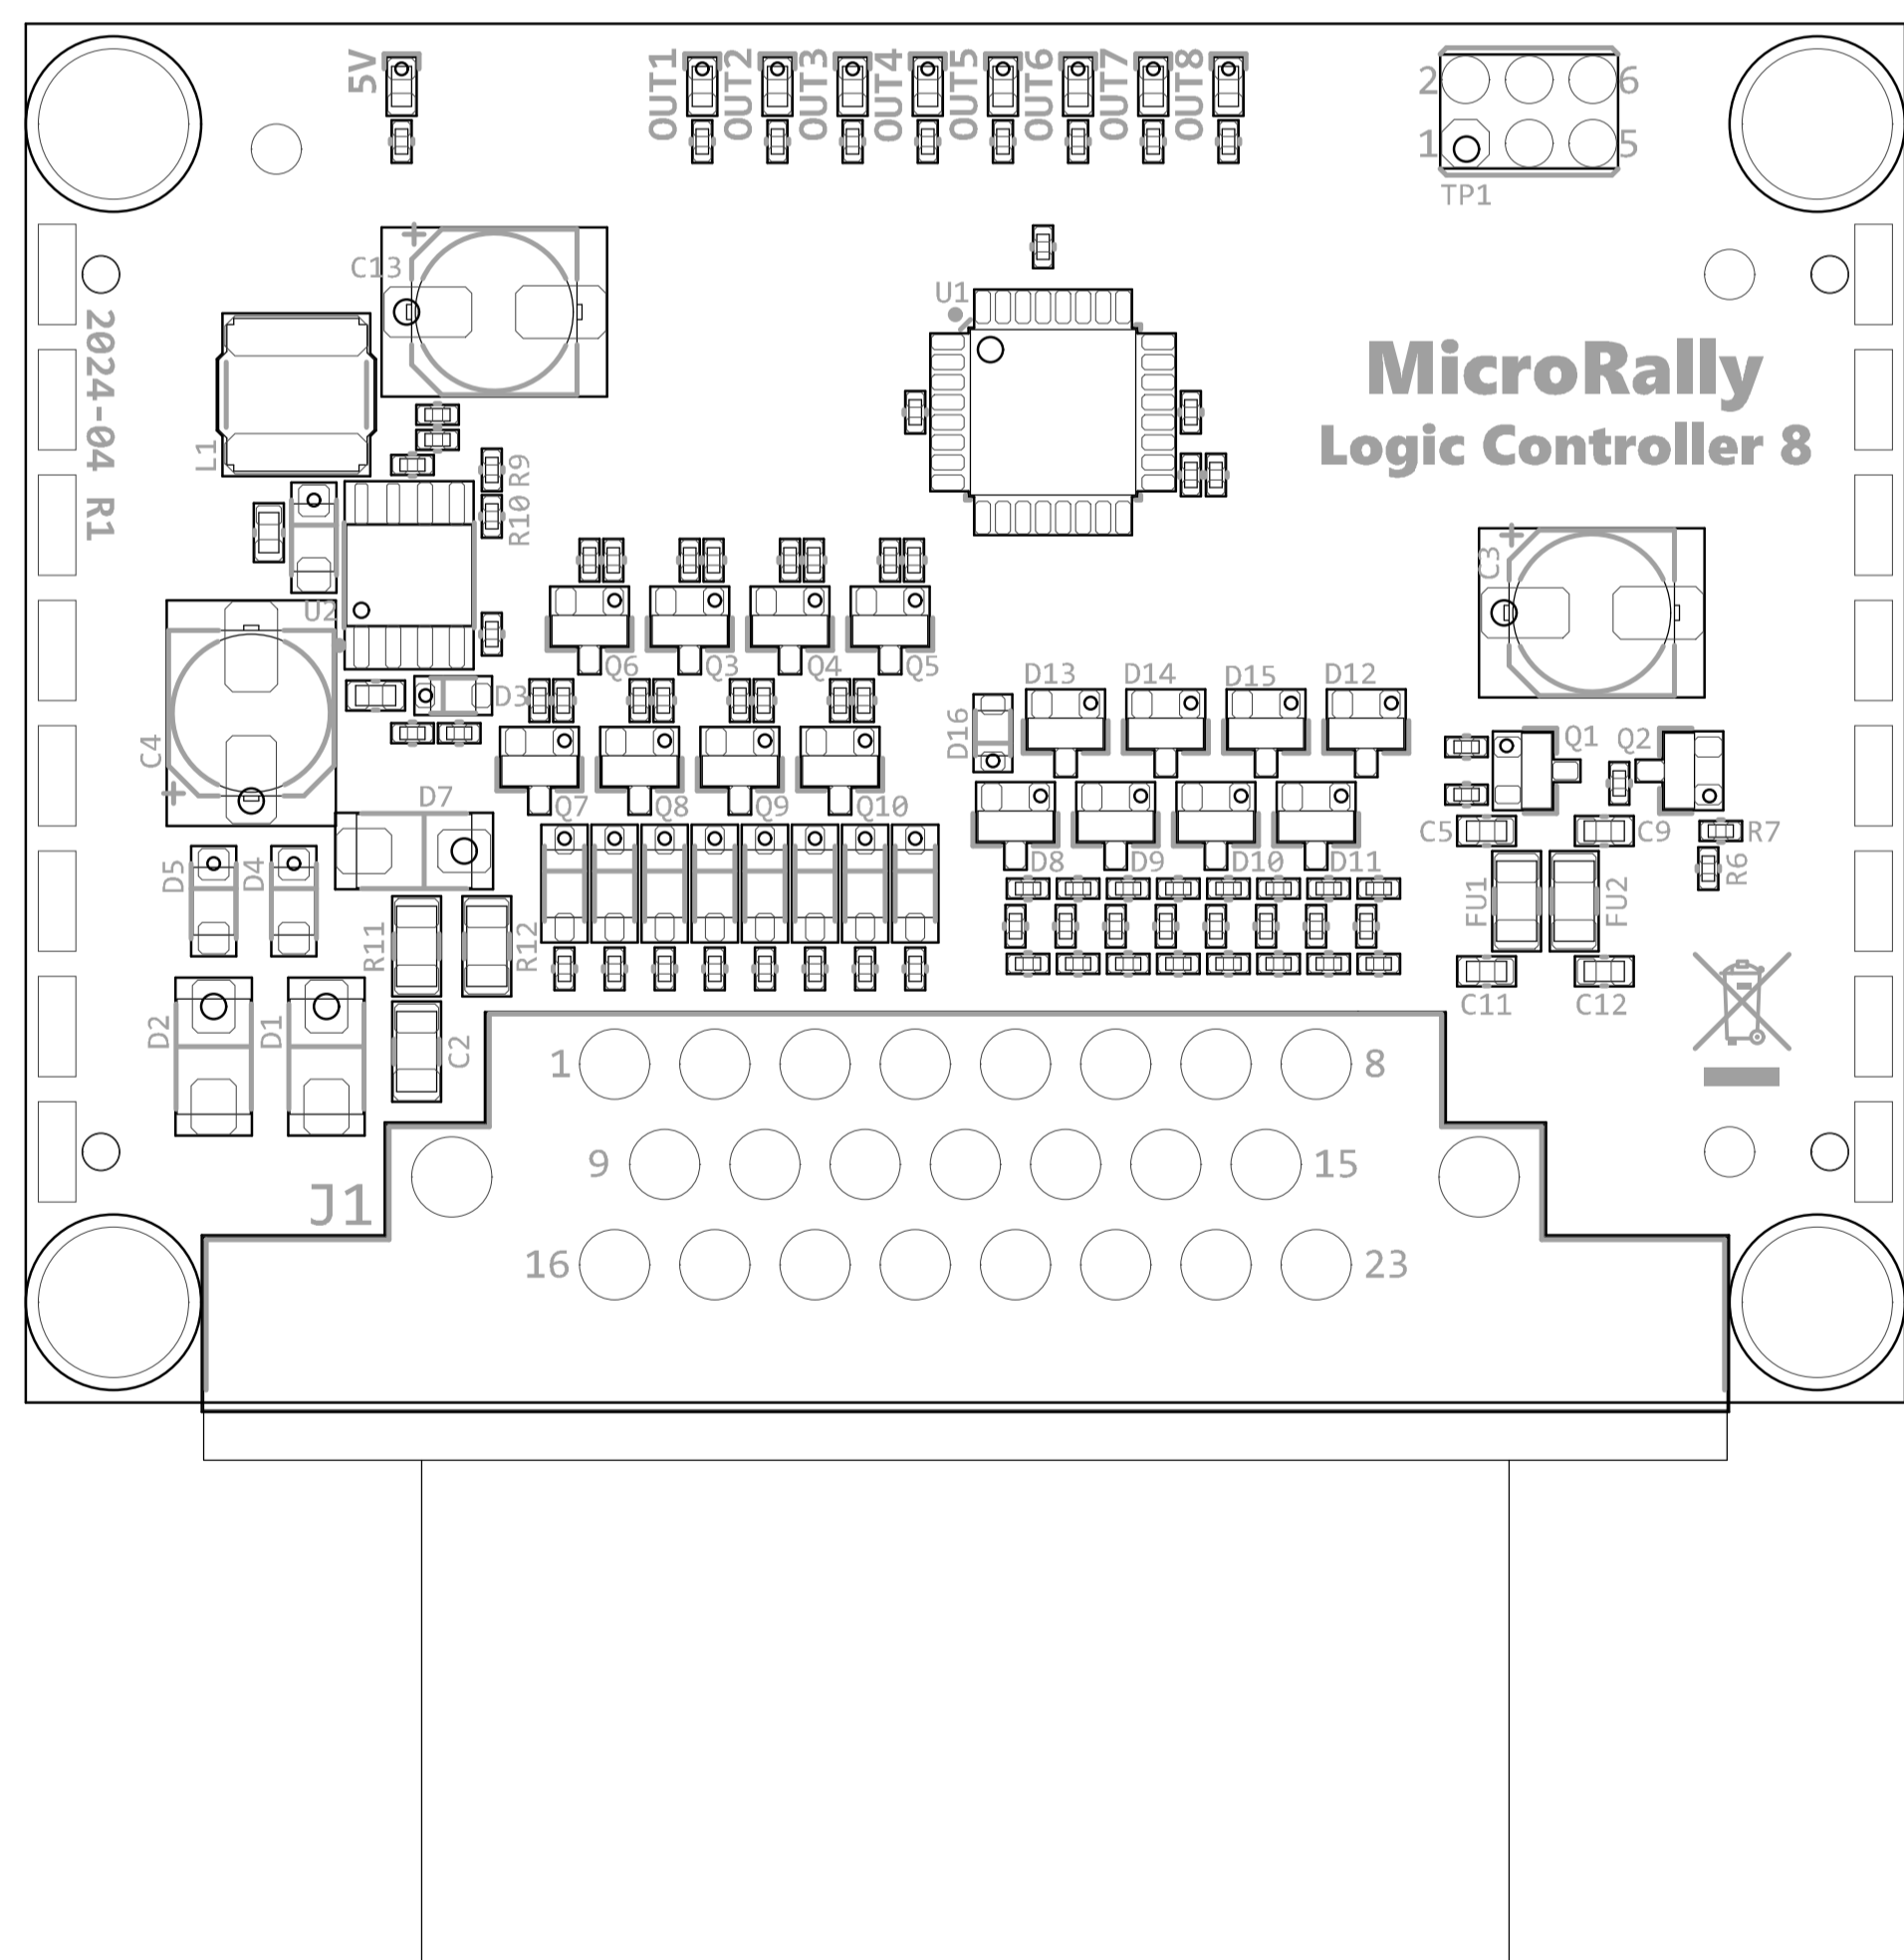 5V
OUT1
OUT2
OUT3
OUT4
OUT5
OUT6
OUT7
OUT8
2 6
1 5
TP1
C13
U1
2024-04 R1
MicroRally
Logic Controller 8
L1
R9
R10
C3
U2
Q6 Q3 Q4 Q5
D13 D14 D15 D12
D3
D16
C4
Q1 Q2
D7
Q7 Q8 Q9 Q10
C5 C9 R7
D5
D4
D8 D9 D10 D11
R6
FU1
FU2
R11
R12
C11 C12
D2
D1
C2
1 8
9 15
J1
16 23